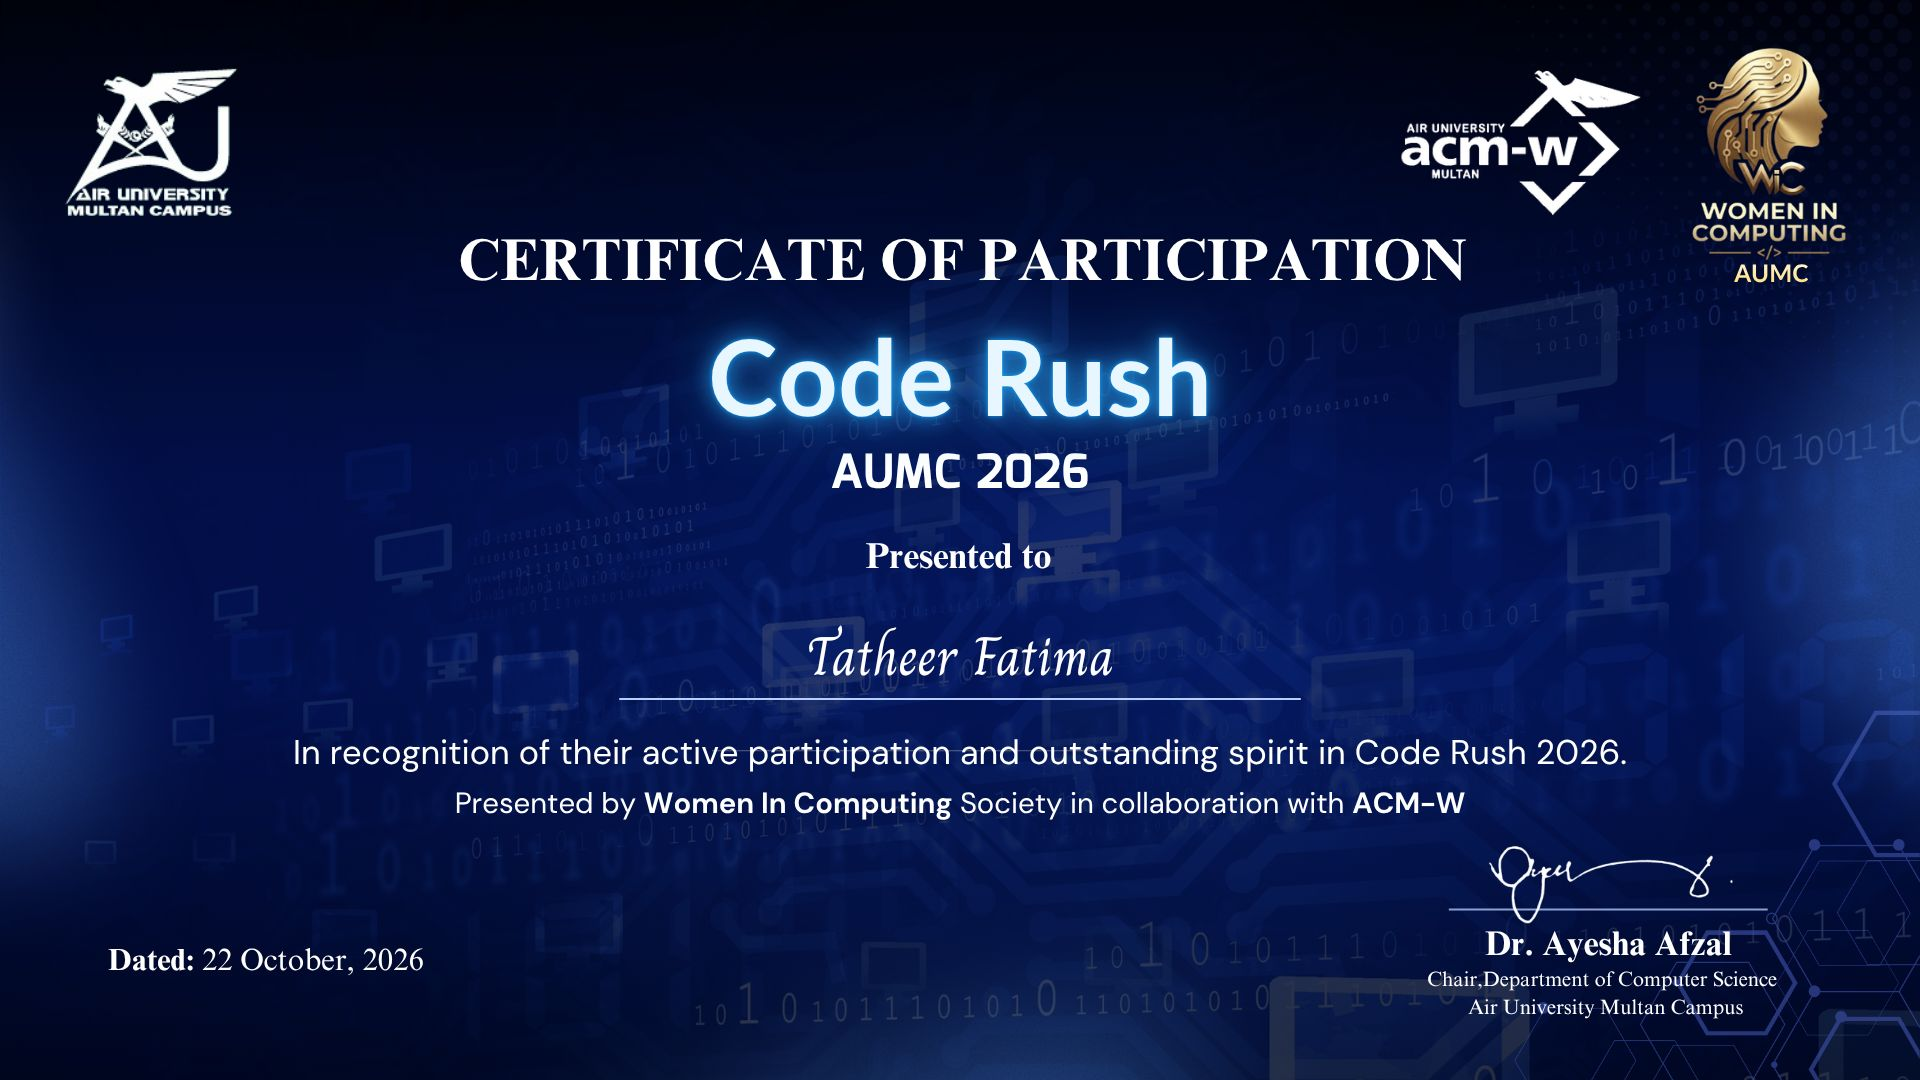 AIR UNIVERSITY
MULTAN CAMPUS
AIR UNIVERSITY
acm-w
MULTAN
WiC
WOMEN IN
COMPUTING
</>
AUMC
CERTIFICATE OF PARTICIPATION
Code Rush
AUMC 2026
Presented to
Tatheer Fatima
In recognition of their active participation and outstanding spirit in Code Rush 2026.
Presented by Women In Computing Society in collaboration with ACM-W
Dated: 22 October, 2026
Dr. Ayesha Afzal
Chair,Department of Computer Science
Air University Multan Campus